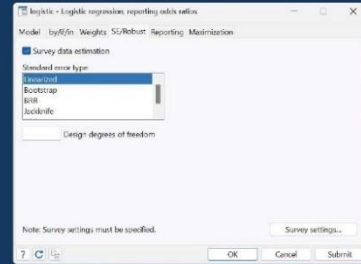 logistic - Logistic regression, reporting odds ratios
Model by/if/in Weights SE/Robust Reporting Maximization
Survey data estimation
Standard error type
Linearized
Bootstrap
BRR
Jackknife
Design degrees of freedom
Note: Survey settings must be specified.
Survey settings...
? C
OK Cancel Submit